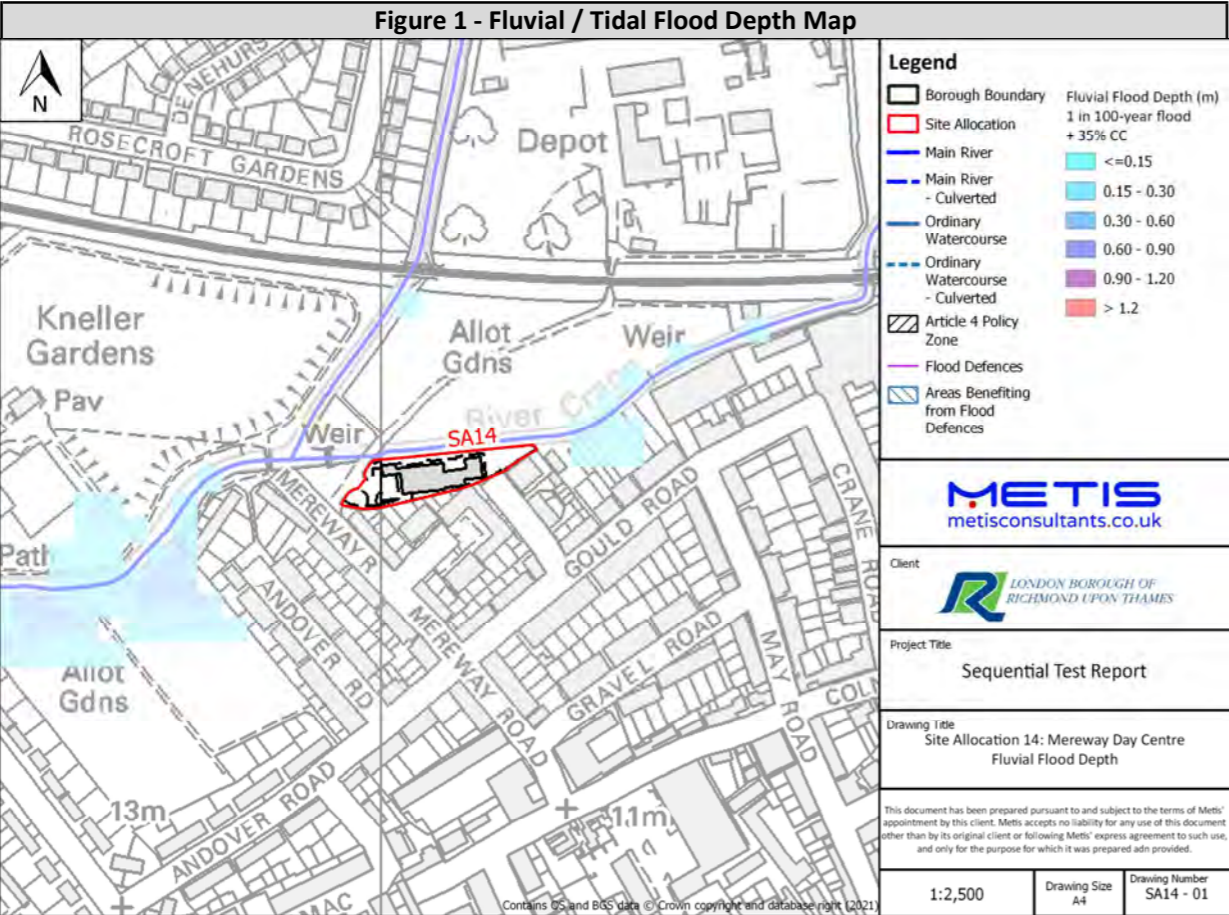 Figure 1 - Fluvial / Tidal Flood Depth Map
N
DENEHURS
ROSECROFT GARDENS
Depot
Kneller
Gardens
Pav
Allot
Gdns
Weir
River Crane
Weir
SA14
Path
MEREWAY R
GOULD ROAD
CRANE ROAD
ANDOVER RD
MEREWAY
ROAD
GRAVEL ROAD
MAY ROAD
COLN
Allot
Gdns
13m
ANDOVER ROAD
11m
MAC
Contains OS and BGS data © Crown copyright and database right (2021)
Legend
Borough Boundary
Site Allocation
Main River
Main River
- Culverted
Ordinary
Watercourse
Ordinary
Watercourse
- Culverted
Article 4 Policy
Zone
Flood Defences
Areas Benefiting
from Flood
Defences
Fluvial Flood Depth (m)
1 in 100-year flood
+ 35% CC
<=0.15
0.15 - 0.30
0.30 - 0.60
0.60 - 0.90
0.90 - 1.20
> 1.2
METIS
metisconsultants.co.uk
Client
LONDON BOROUGH OF
RICHMOND UPON THAMES
Project Title
Sequential Test Report
Drawing Title
Site Allocation 14: Mereway Day Centre
Fluvial Flood Depth
This document has been prepared pursuant to and subject to the terms of Metis'
appointment by this client. Metis accepts no liability for any use of this document
other than by its original client or following Metis' express agreement to such use,
and only for the purpose for which it was prepared adn provided.
1:2,500
Drawing Size
A4
Drawing Number
SA14 - 01